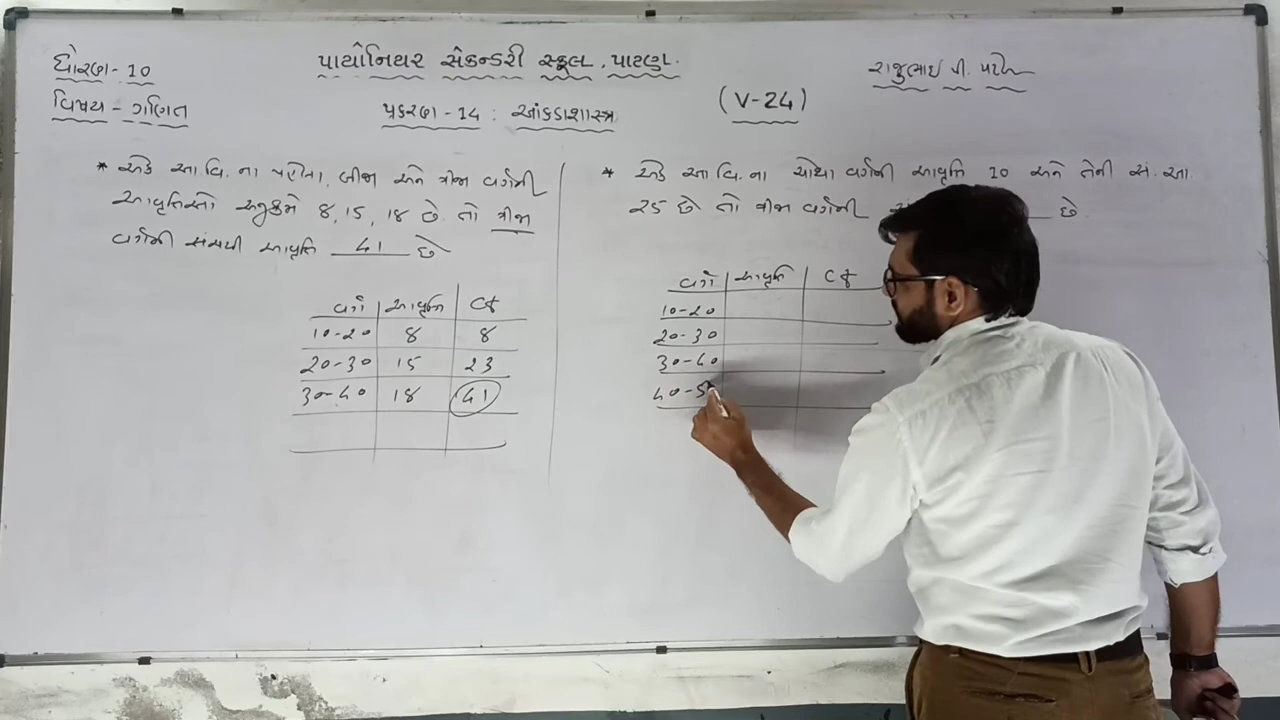 ધોરણ- 10
વિષય - ગણિત
પાયોનિયર સેકન્ડરી સ્કૂલ, પાટણ.
પ્રકરણ - 14 : આંકડાશાસ્ત્ર
(V-24)
રાજુભાઇ પી. પટેલ
* એક આ.વિ. ના પહેલા, બીજા અને ત્રીજા વર્ગની
આવૃત્તિઓ અનુક્રમે 8, 15, 18 છે. તો ત્રીજા
વર્ગની સંચયી આવૃત્તિ 41 છે
વર્ગ આવૃત્તિ cf
10-20 8 8
20-30 15 23
30-40 18 41
* એક આ.વિ. ના ચોથા વર્ગની આવૃત્તિ 10 અને તેની સં. આ.
25 છે તો ત્રીજા વર્ગની છે
વર્ગ આવૃત્તિ cf
10-20
20-30
30-40
40-5